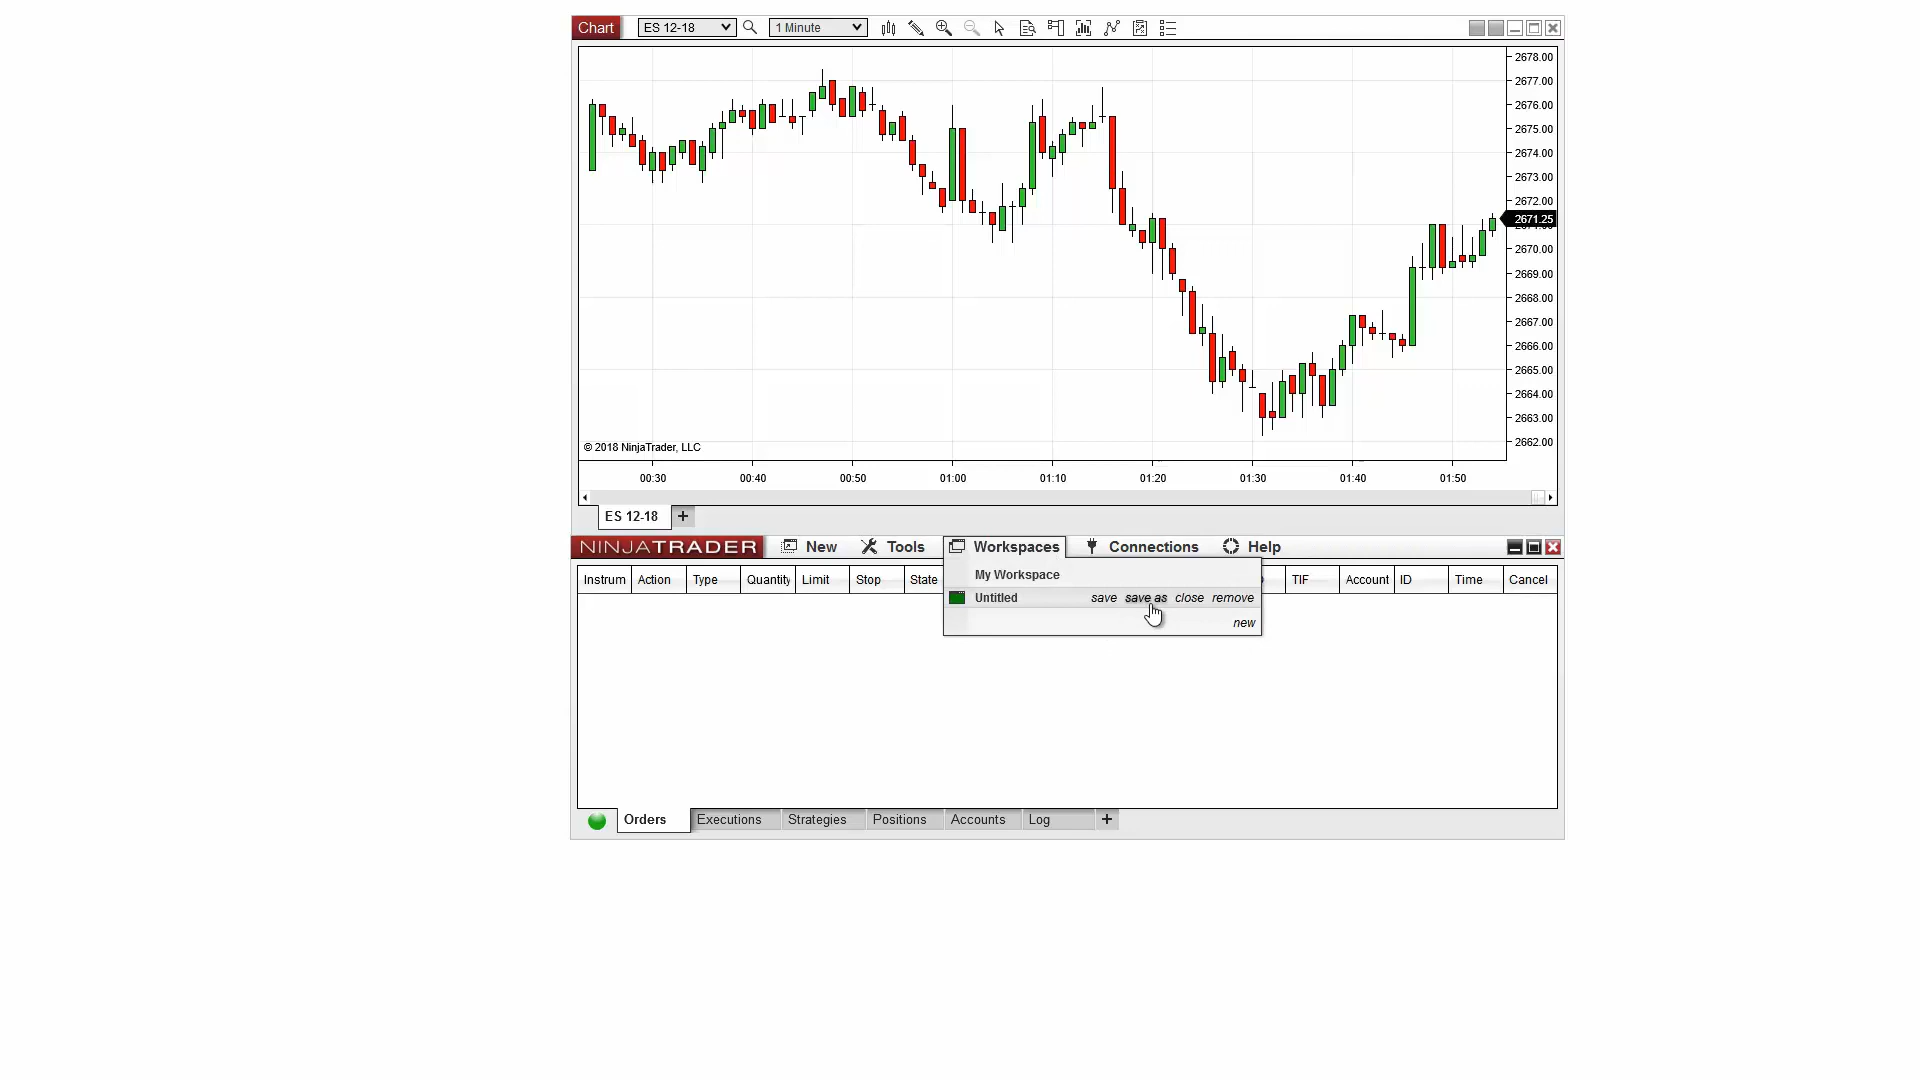 Chart ES 12-18 1 Minute
2678.00
2677.00
2676.00
2675.00
2674.00
2673.00
2672.00
2671.25
2670.00
2669.00
2668.00
2667.00
2666.00
2665.00
2664.00
2663.00
2662.00
© 2018 NinjaTrader, LLC
00:30 00:40 00:50 01:00 01:10 01:20 01:30 01:40 01:50
ES 12-18 +
NINJATRADER New Tools Workspaces Connections Help
My Workspace
Instrum Action Type Quantity Limit Stop State TIF Account ID Time Cancel
Untitled save save as close remove
new
Orders Executions Strategies Positions Accounts Log +